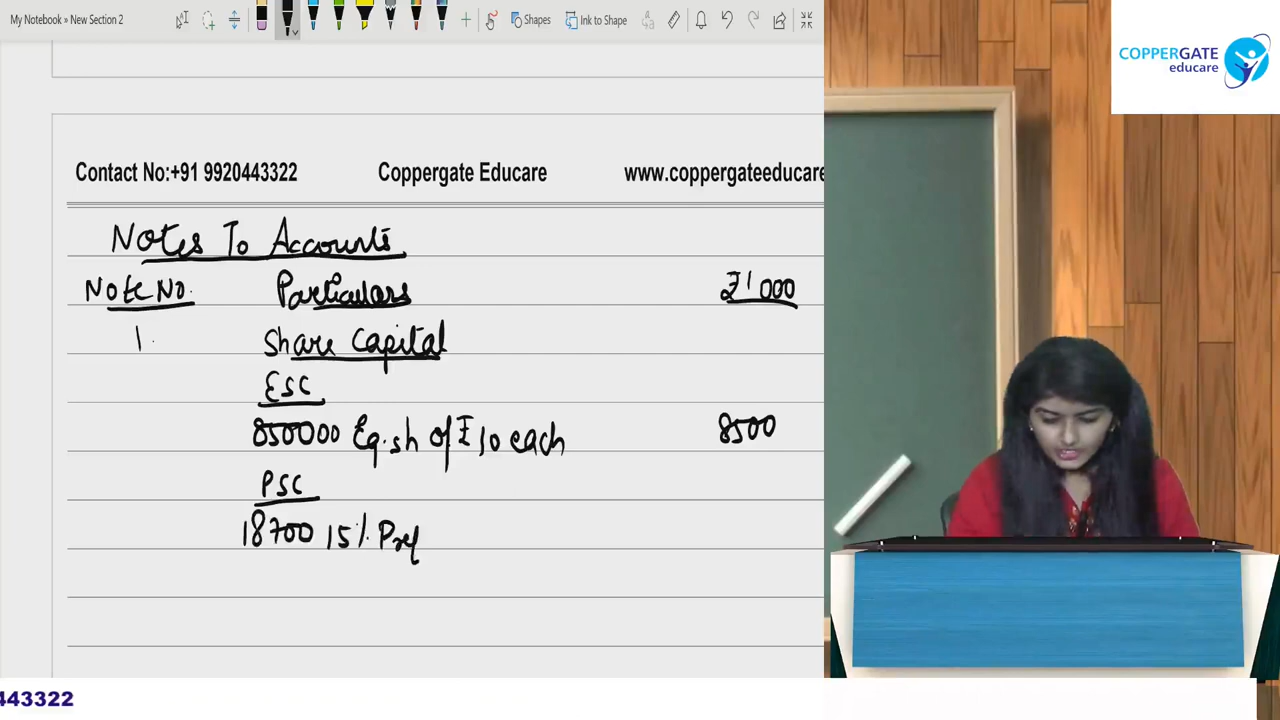 My Notebook » New Section 2
Shapes
Ink to Shape
COPPERGATE
educare
Contact No:+91 9920443322 Coppergate Educare www.coppergateeducare
Notes To Accounts
Note No. Particulars ₹'000
1. Share Capital
ESC
850000 Eq.sh of ₹10 each 8500
PSC
18700 15% Pref
443322